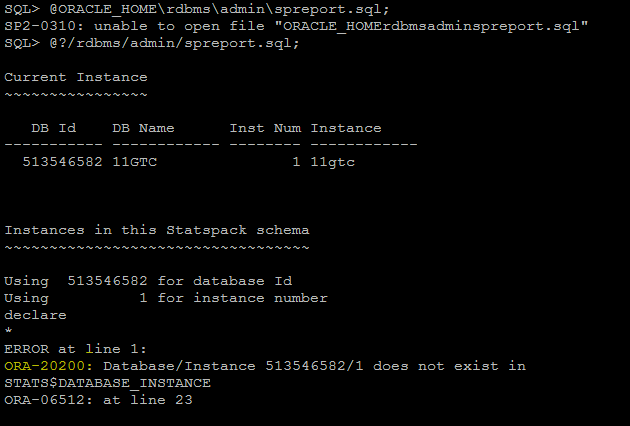 SQL> @ORACLE_HOME\rdbms\admin\spreport.sql;
SP2-0310: unable to open file "ORACLE_HOMErdbmsadminspreport.sql"
SQL> @?/rdbms/admin/spreport.sql;
Current Instance
~~~~~~~~~~~~~~~~
   DB Id    DB Name      Inst Num Instance
----------- ------------ -------- ------------
  513546582 11GTC               1 11gtc
Instances in this Statspack schema
~~~~~~~~~~~~~~~~~~~~~~~~~~~~~~~~~~
Using  513546582 for database Id
Using          1 for instance number
declare
*
ERROR at line 1:
ORA-20200: Database/Instance 513546582/1 does not exist in
STATS$DATABASE_INSTANCE
ORA-06512: at line 23